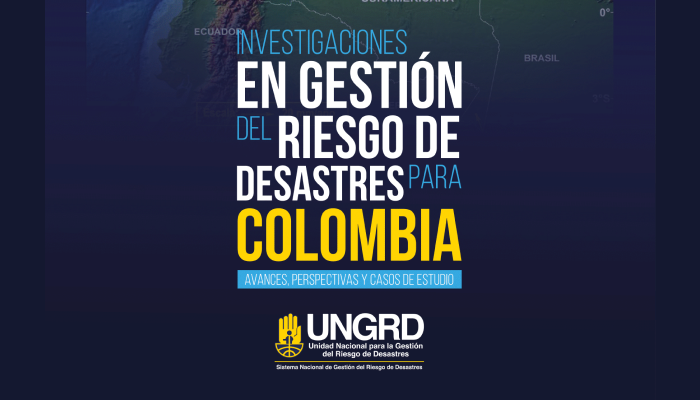 SURAMERICANA
0°
ECUADOR
BRASIL
INVESTIGACIONES
EN GESTIÓN
DEL RIESGO DE
DESASTRES PARA
COLOMBIA
AVANCES, PERSPECTIVAS Y CASOS DE ESTUDIO
UNGRD
Unidad Nacional para la Gestión
del Riesgo de Desastres
Sistema Nacional de Gestión del Riesgo de Desastres